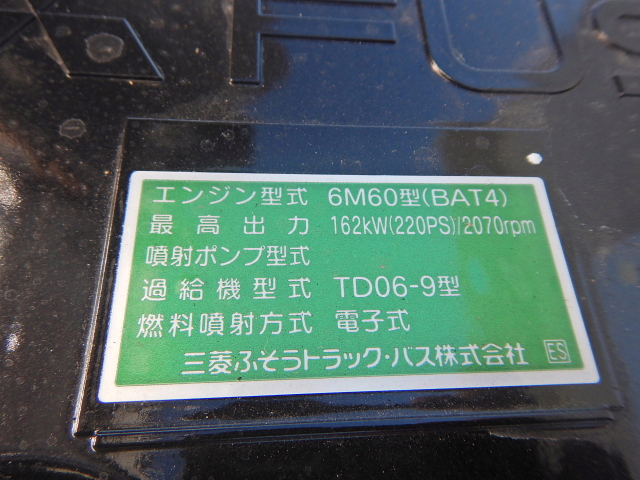 FUS
エンジン型式 6M60型(BAT4)
最高出力 162kW(220PS)/2070rpm
噴射ポンプ型式
過給機型式 TD06-9型
燃料噴射方式 電子式
三菱ふそうトラック・バス株式会社 ES